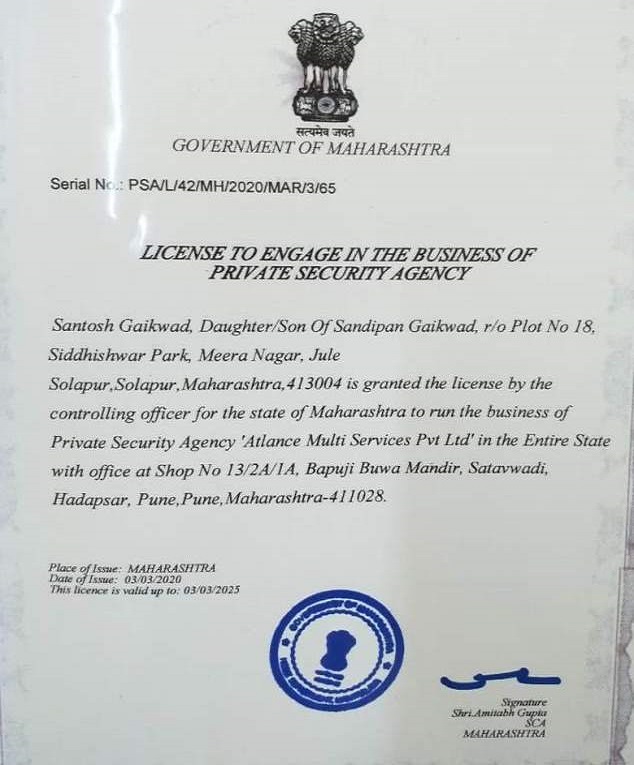 सत्यमेव जयते
GOVERNMENT OF MAHARASHTRA
Serial No.: PSA/L/42/MH/2020/MAR/3/65
LICENSE TO ENGAGE IN THE BUSINESS OF
PRIVATE SECURITY AGENCY
Santosh Gaikwad, Daughter/Son Of Sandipan Gaikwad, r/o Plot No 18,
Siddhishwar Park, Meera Nagar, Jule
Solapur,Solapur,Maharashtra,413004 is granted the license by the
controlling officer for the state of Maharashtra to run the business of
Private Security Agency 'Atlance Multi Services Pvt Ltd' in the Entire State
with office at Shop No 13/2A/1A, Bapuji Buwa Mandir, Satavwadi,
Hadapsar, Pune,Pune,Maharashtra-411028.
Place of Issue: MAHARASHTRA
Date of Issue: 03/03/2020
This licence is valid up to: 03/03/2025
GOVERNMENT OF MAHARASHTRA
Signature
Shri.Amitabh Gupta
SCA
MAHARASHTRA